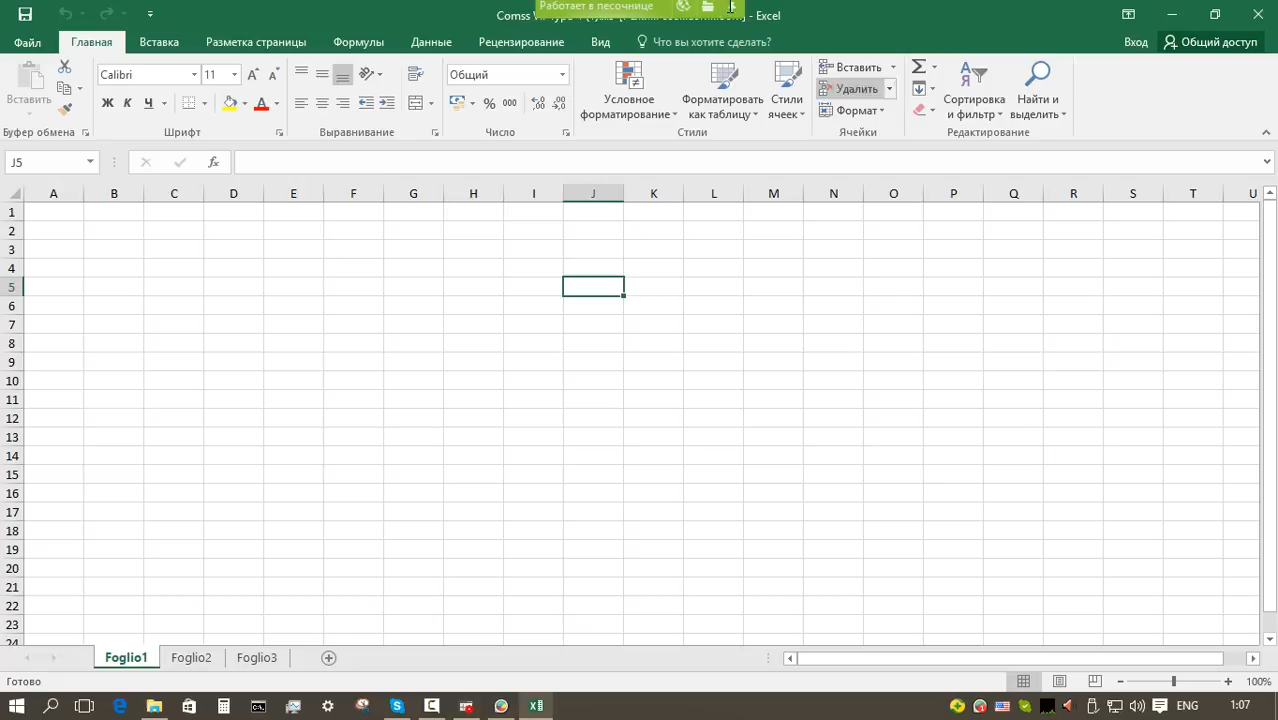 Работает в песочнице
Comss - Excel
Файл Главная Вставка Разметка страницы Формулы Данные Рецензирование Вид Что вы хотите сделать? Вход Общий доступ
Вставить
Буфер обмена
Calibri 11
Ж К Ч А
Шрифт
Выравнивание
Общий
% 000
Число
Условное форматирование
Форматировать как таблицу
Стили ячеек
Стили
Вставить
Удалить
Формат
Ячейки
Сортировка и фильтр
Найти и выделить
Редактирование
J5 fx
A B C D E F G H I J K L M N O P Q R S T U
1
2
3
4
5
6
7
8
9
10
11
12
13
14
15
16
17
18
19
20
21
22
23
24
Foglio1 Foglio2 Foglio3
Готово 100%
ENG 1:07